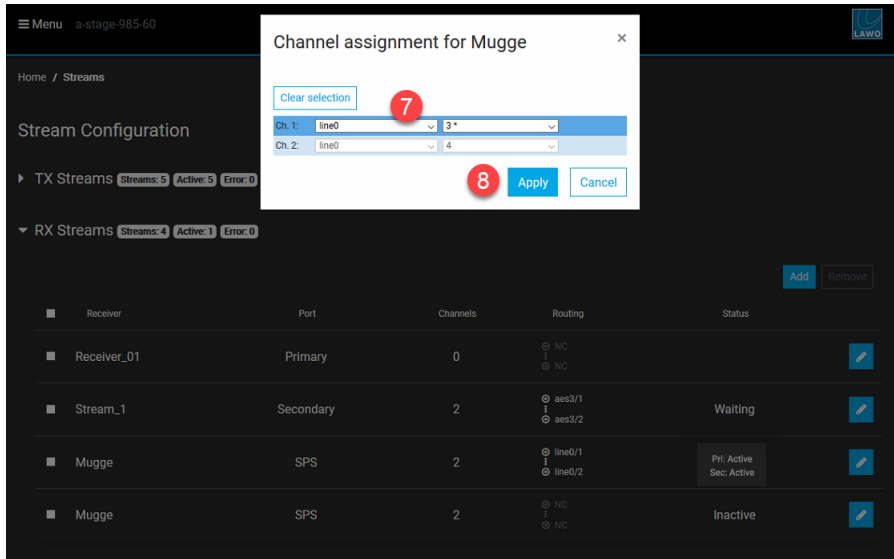 Menu a-stage-985-60
LAWO
Channel assignment for Mugge ×
Home / Streams
Clear selection
7
Ch. 1: line0 3 *
Ch. 2: line0 4
Stream Configuration
8 Apply Cancel
TX Streams Streams: 5 Active: 5 Error: 0
RX Streams Streams: 4 Active: 1 Error: 0
Add Remove
Receiver Port Channels Routing Status
Receiver_01 Primary 0 NC
NC
Stream_1 Secondary 2 aes3/1 Waiting
aes3/2
Mugge SPS 2 line0/1 Pri: Active
line0/2 Sec: Active
Mugge SPS 2 NC Inactive
NC